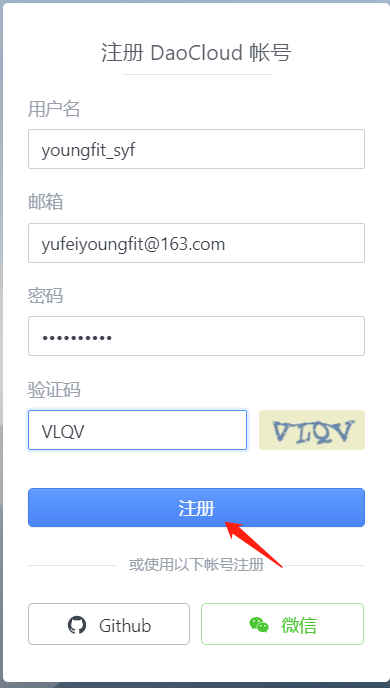 注册 DaoCloud 帐号
用户名
youngfit_syf
邮箱
yufeiyoungfit@163.com
密码
••••••••••
验证码
VLQV VLQV
注册
或使用以下帐号注册
Github 微信